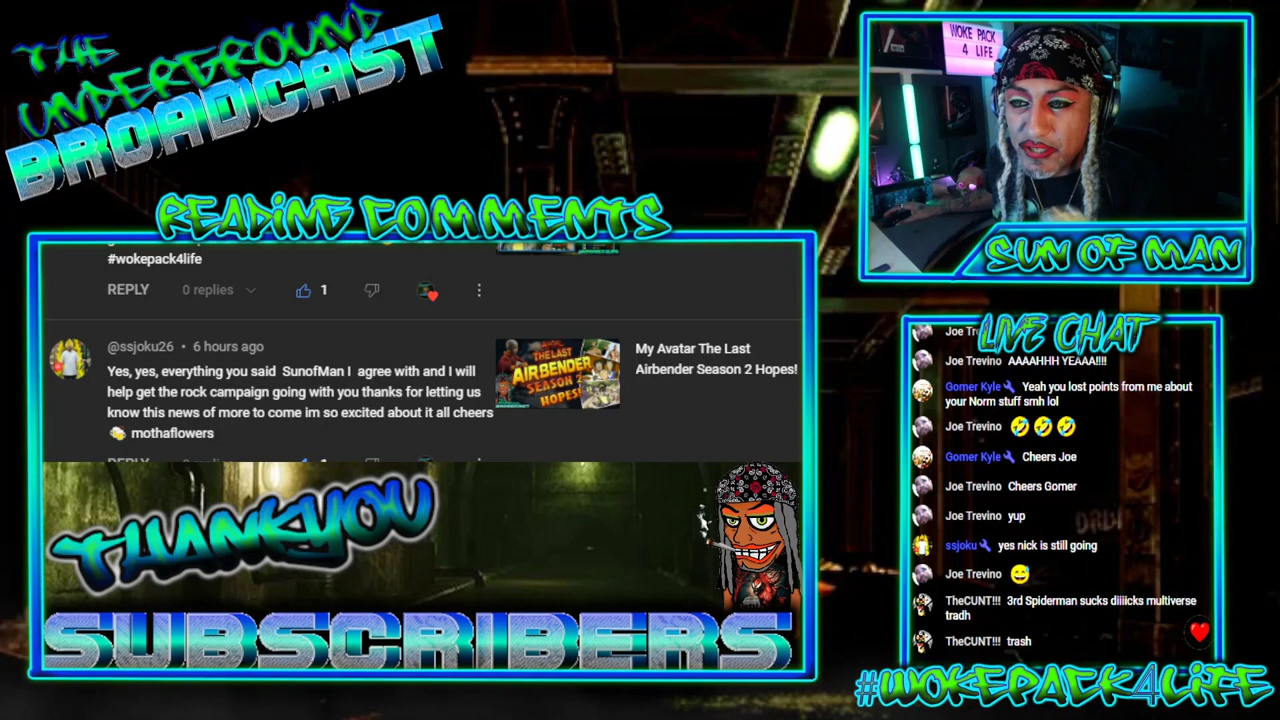 THE
UNDERGROUND
BROADCAST
READING COMMENTS
#wokepack4life
REPLY 0 replies 1
@ssjoku26 • 6 hours ago
Yes, yes, everything you said SunofMan I agree with and I will
help get the rock campaign going with you thanks for letting us
know this news of more to come im so excited about it all cheers
🍻 mothaflowers
THE LAST
AIRBENDER
SEASON 2
HOPES!
My Avatar The Last
Airbender Season 2 Hopes!
REPLY
THANKYOU
SUBSCRIBERS
WOKE PACK
4 LIFE
SUN OF MAN
LIVE CHAT
Joe Tr
Joe Trevino AAAAHHH YEAAA!!!!
Gomer Kyle Yeah you lost points from me about
your Norm stuff smh lol
Joe Trevino 🤣🤣🤣
Gomer Kyle Cheers Joe
Joe Trevino Cheers Gomer
Joe Trevino yup
ssjoku yes nick is still going
Joe Trevino 😅
TheCUNT!!! 3rd Spiderman sucks diiiicks multiverse
tradh
TheCUNT!!! trash
#WOKEPACK4LIFE